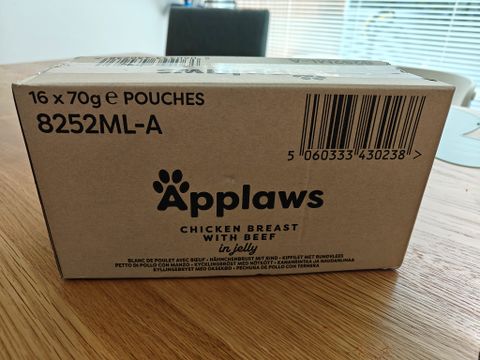 16 x 70g e POUCHES
8252ML-A
5 060333 430238 >
Applaws
CHICKEN BREAST
WITH BEEF
in jelly
BLANC DE POULET AVEC BŒUF • HÄHNCHENBRUST MIT RIND • KIPFILET MET RUNDVLEES
PETTO DI POLLO CON MANZO • KYCKLINGBRÖST MED NÖTKÖTT • KANANRINTAA JA NAUDANLIHAA
KYLLINGEBRYST MED OKSEKØD • PECHUGA DE POLLO CON TERNERA